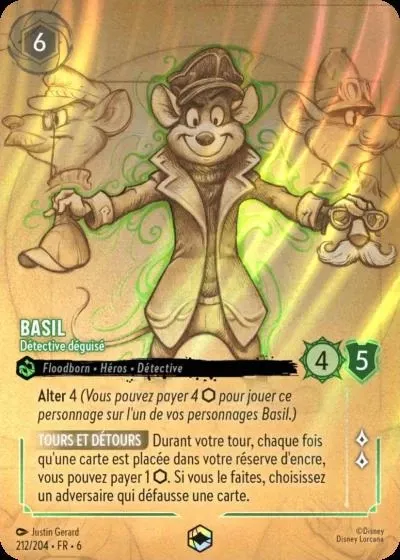 6
BASIL
Détective déguisé
Floodborn • Héros • Détective
4
5
Alter 4 (Vous pouvez payer 4 pour jouer ce
personnage sur l'un de vos personnages Basil.)
TOURS ET DÉTOURS Durant votre tour, chaque fois
qu'une carte est placée dans votre réserve d'encre,
vous pouvez payer 1. Si vous le faites, choisissez
un adversaire qui défausse une carte.
Justin Gerard
212/204 • FR • 6
©Disney
Disney Lorcana